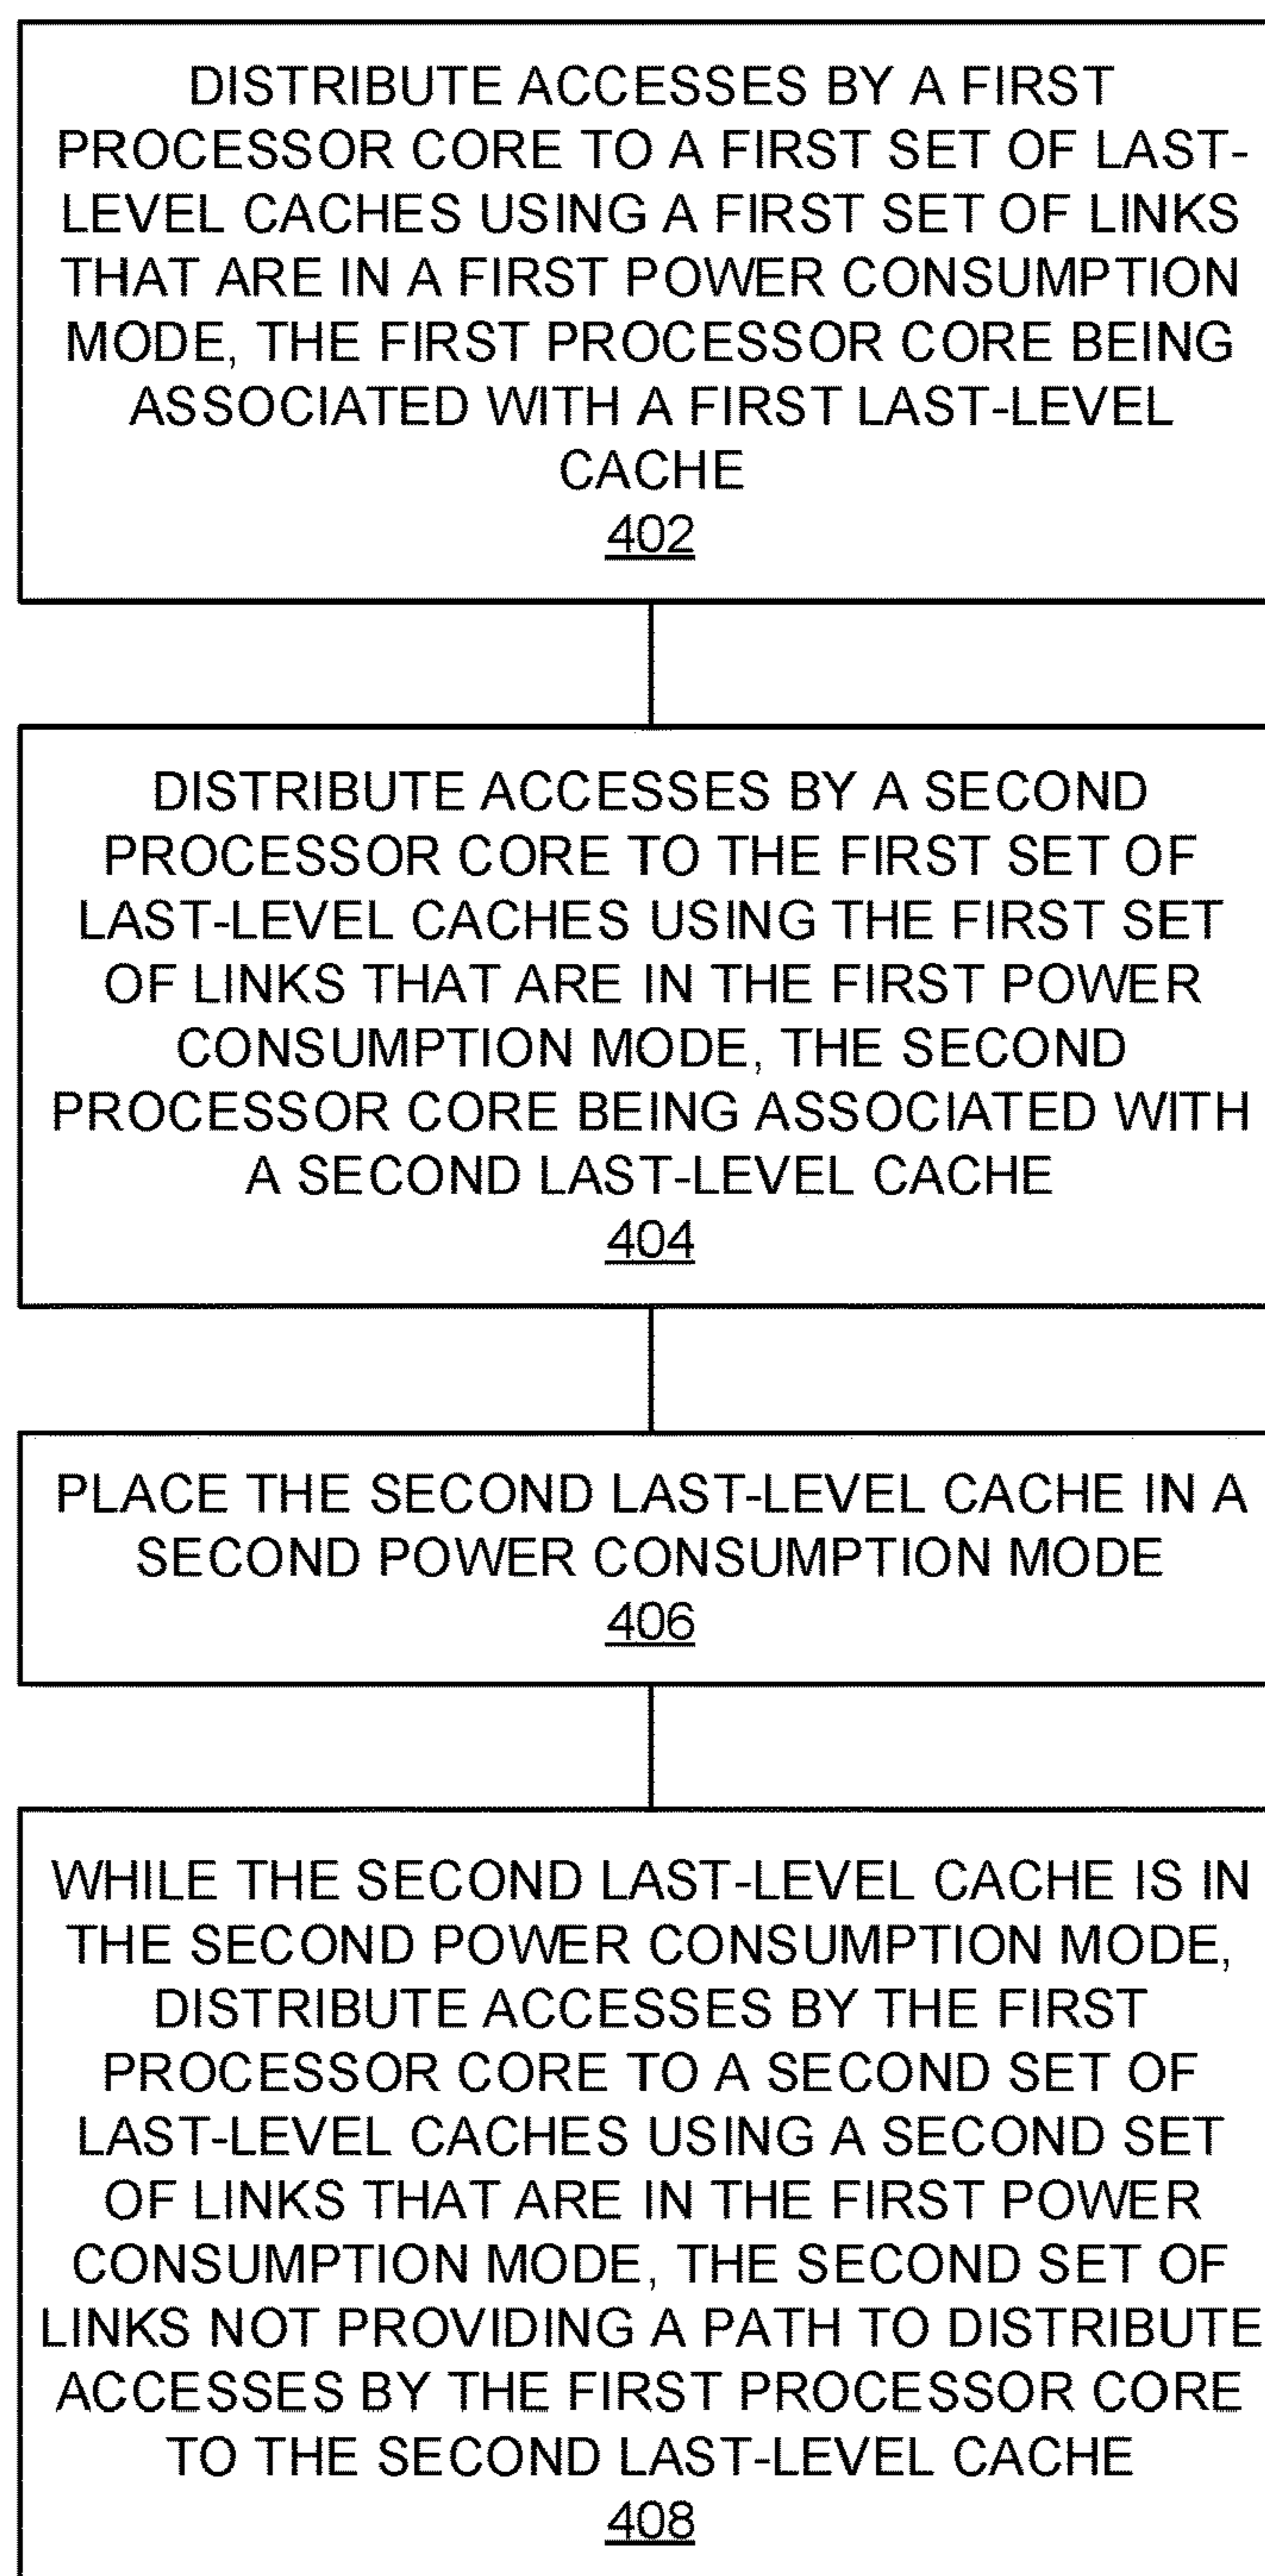 DISTRIBUTE ACCESSES BY A FIRST
PROCESSOR CORE TO A FIRST SET OF LAST-
LEVEL CACHES USING A FIRST SET OF LINKS
THAT ARE IN A FIRST POWER CONSUMPTION
MODE, THE FIRST PROCESSOR CORE BEING
ASSOCIATED WITH A FIRST LAST-LEVEL
CACHE
402
DISTRIBUTE ACCESSES BY A SECOND
PROCESSOR CORE TO THE FIRST SET OF
LAST-LEVEL CACHES USING THE FIRST SET
OF LINKS THAT ARE IN THE FIRST POWER
CONSUMPTION MODE, THE SECOND
PROCESSOR CORE BEING ASSOCIATED WITH
A SECOND LAST-LEVEL CACHE
404
PLACE THE SECOND LAST-LEVEL CACHE IN A
SECOND POWER CONSUMPTION MODE
406
WHILE THE SECOND LAST-LEVEL CACHE IS IN
THE SECOND POWER CONSUMPTION MODE,
DISTRIBUTE ACCESSES BY THE FIRST
PROCESSOR CORE TO A SECOND SET OF
LAST-LEVEL CACHES USING A SECOND SET
OF LINKS THAT ARE IN THE FIRST POWER
CONSUMPTION MODE, THE SECOND SET OF
LINKS NOT PROVIDING A PATH TO DISTRIBUTE
ACCESSES BY THE FIRST PROCESSOR CORE
TO THE SECOND LAST-LEVEL CACHE
408